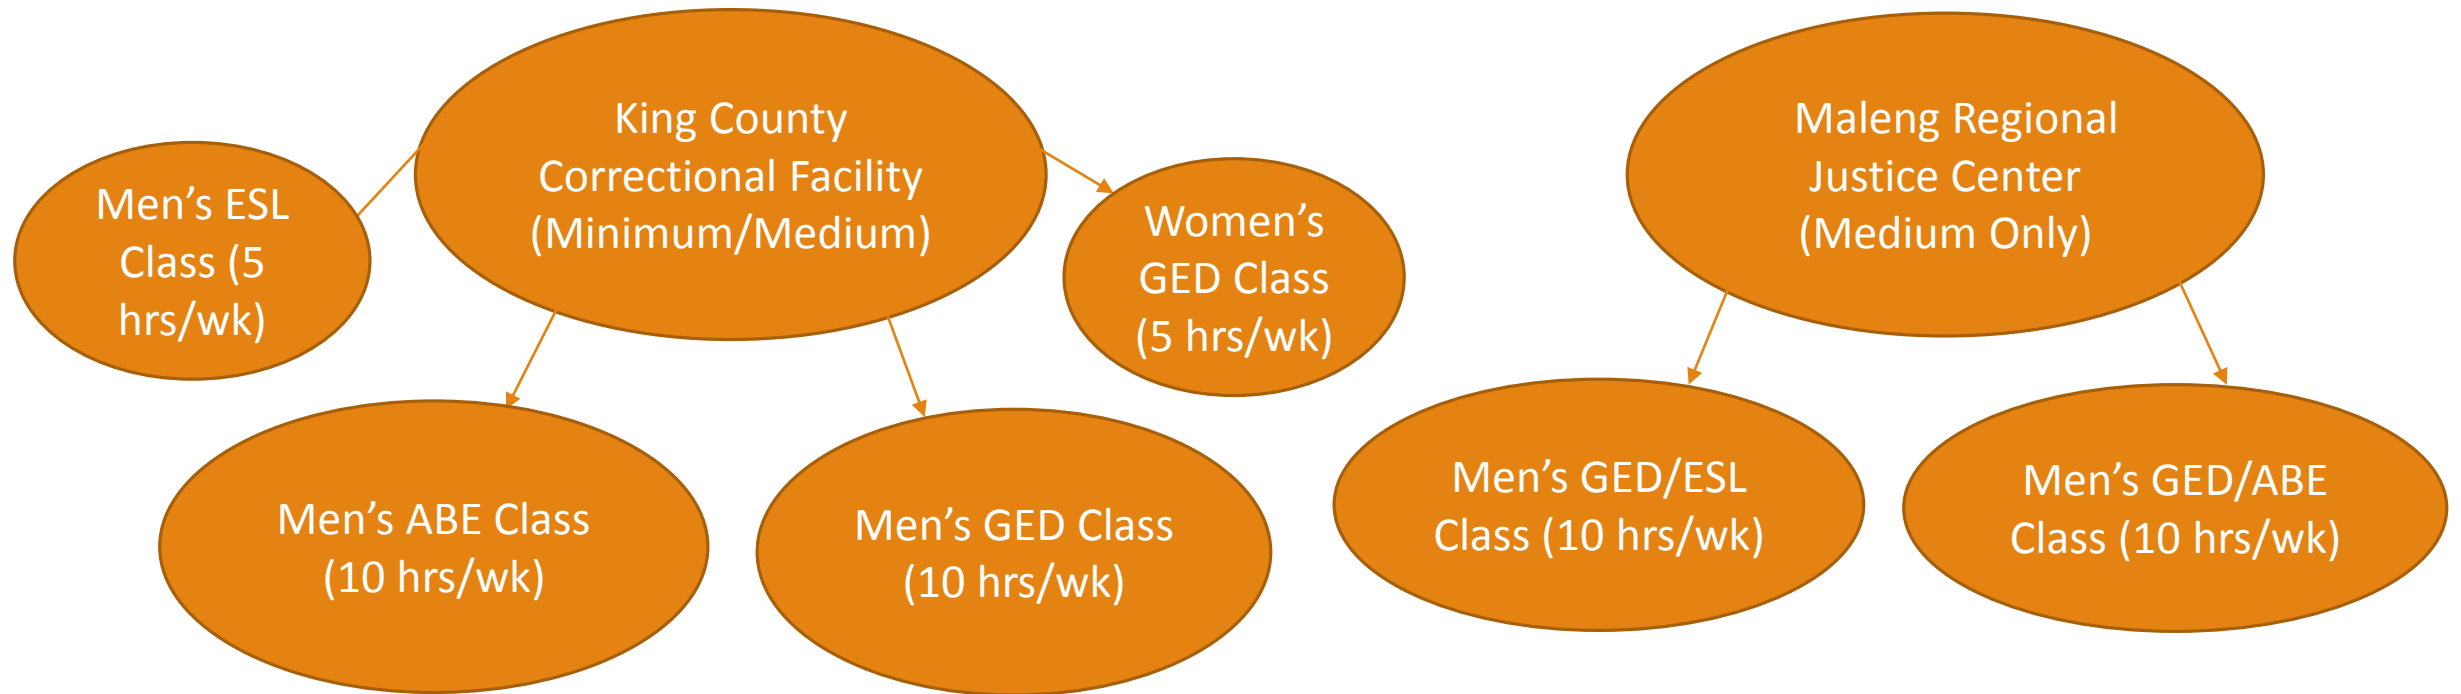 King County
Correctional Facility
(Minimum/Medium)
Maleng Regional
Justice Center
(Medium Only)
Men’s ESL
Class (5
hrs/wk)
Women’s
GED Class
(5 hrs/wk)
Men’s ABE Class
(10 hrs/wk)
Men’s GED Class
(10 hrs/wk)
Men’s GED/ESL
Class (10 hrs/wk)
Men’s GED/ABE
Class (10 hrs/wk)